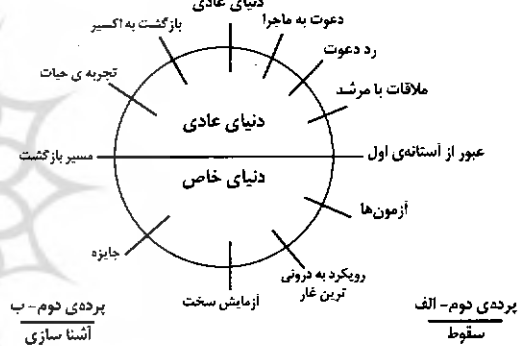 دنیای عادی
دعوت به ماجرا
رد دعوت
ملاقات با مرشد
عبور از آستانه‌ی اول
آزمون‌ها
رویکرد به درونی
ترین غار
آزمایش سخت
جایزه
مسیر بازگشت
تجربه ی حیات
بازگشت به اکسیر
دنیای عادی
دنیای خاص
پرده‌ی دوم- الف
سقوط
پرده‌ی دوم- ب
آشنا سازی